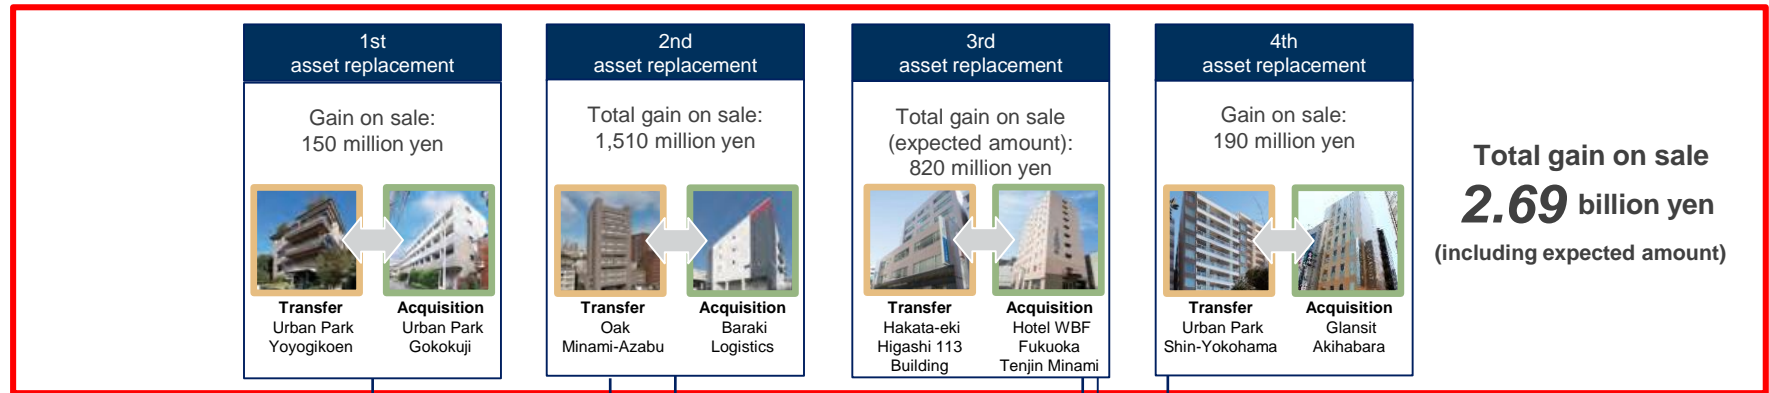 1st
asset replacement
Gain on sale:
150 million yen
Transfer
Urban Park
Yoyogikoen
Acquisition
Urban Park
Gokokuji
2nd
asset replacement
Total gain on sale:
1,510 million yen
Transfer
Oak
Minami-Azabu
Acquisition
Baraki
Logistics
3rd
asset replacement
Total gain on sale
(expected amount):
820 million yen
Transfer
Hakata-eki
Higashi 113
Building
Acquisition
Hotel WBF
Fukuoka
Tenjin Minami
4th
asset replacement
Gain on sale:
190 million yen
Transfer
Urban Park
Shin-Yokohama
Acquisition
Glansit
Akihabara
Total gain on sale
2.69 billion yen
(including expected amount)